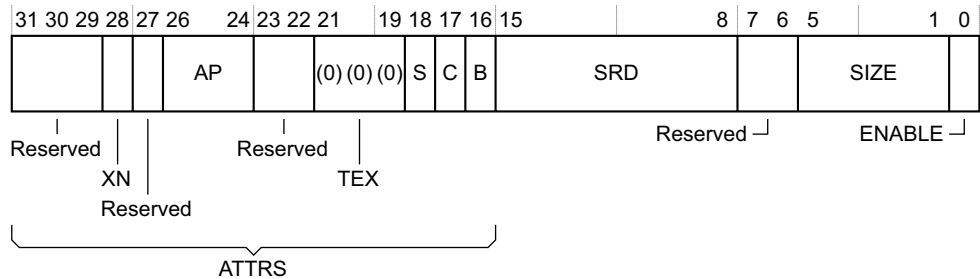 31 30 29 28 27 26 24 23 22 21 19 18 17 16 15 8 7 6 5 1 0
AP (0) (0) (0) S C B SRD SIZE
Reserved Reserved Reserved ENABLE
XN TEX
Reserved
ATTRS